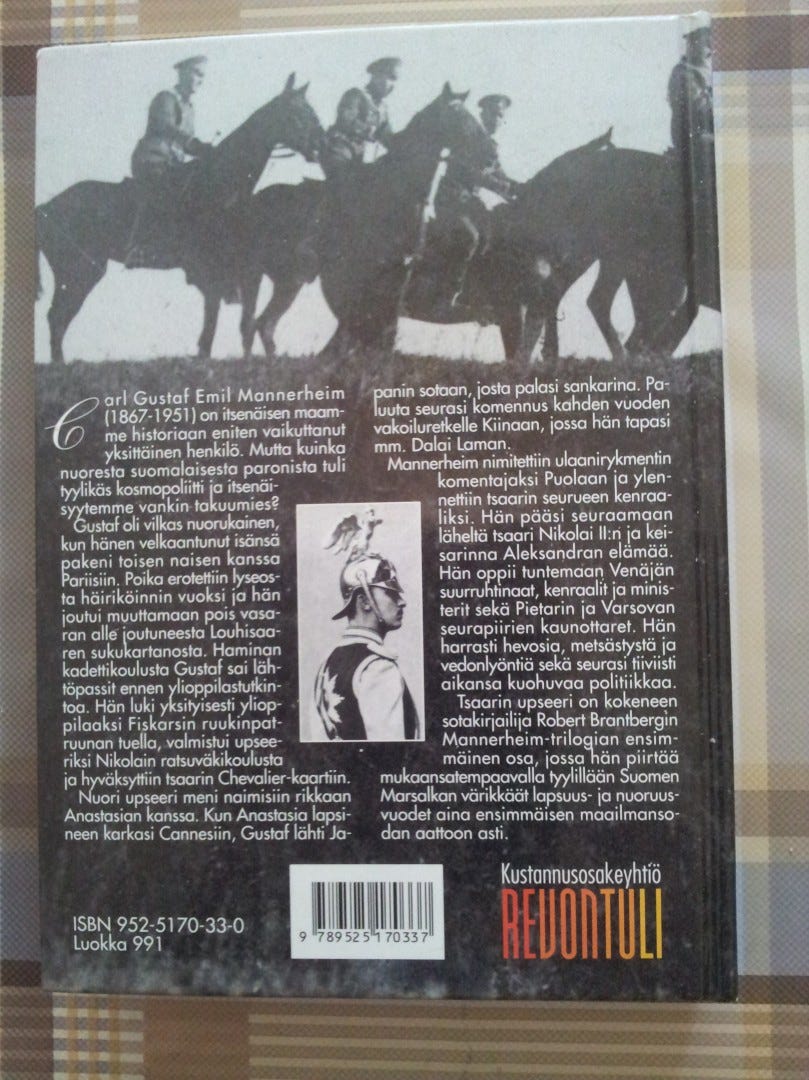 Carl Gustaf Emil Mannerheim
(1867-1951) on itsenäisen maam-
me historiaan eniten vaikuttanut
yksittäinen henkilö. Mutta kuinka
nuoresta suomalaisesta paronista tuli
tyylikäs kosmopoliitti ja itsenäi-
syytemme vankin takuumies?
Gustaf oli vilkas nuorukainen,
kun hänen velkaantunut isänsä
pakeni toisen naisen kanssa
Pariisiin. Poika erotettiin lyseos-
ta häiriköinnin vuoksi ja hän
joutui muuttamaan pois vasa-
ran alle joutuneesta Louhisaa-
ren sukukartanosta. Haminan
kadettikoulusta Gustaf sai läh-
töpassit ennen ylioppilastutkin-
toa. Hän luki yksityisesti yliop-
pilaaksi Fiskarsin ruukinpat-
ruunan tuella, valmistui upsee-
riksi Nikolain ratsuväkikoulusta
ja hyväksyttiin tsaarin Chevalier-kaartiin.
Nuori upseeri meni naimisiin rikkaan
Anastasian kanssa. Kun Anastasia lapsi-
neen karkasi Cannesiin, Gustaf lähti Ja-
panin sotaan, josta palasi sankarina. Pa-
luuta seurasi komennus kahden vuoden
vakoiluretkelle Kiinaan, jossa hän tapasi
mm. Dalai Laman.
Mannerheim nimitettiin ulaanirykmentin
komentajaksi Puolaan ja ylen-
nettiin tsaarin seurueen kenraa-
liksi. Hän pääsi seuraamaan
läheltä tsaari Nikolai II:n ja kei-
sarinna Aleksandran elämää.
Hän oppi tuntemaan Venäjän
suurruhtinaat, kenraalit ja minis-
terit sekä Pietarin ja Varsovan
seurapiirien kaunottaret. Hän
harrasti hevosia, metsästystä ja
vedonlyöntiä sekä seurasi tiiviisti
aikansa kuohuvaa politiikkaa.
Tsaarin upseeri on kokeneen
sotakirjailija Robert Brantbergin
Mannerheim-trilogian ensim-
mäinen osa, jossa hän piirtää
mukaansatempaavalla tyylillään Suomen
Marsalkan värikkäät lapsuus- ja nuoruus-
vuodet aina ensimmäisen maailmanso-
dan aattoon asti.
ISBN 952-5170-33-0
Luokka 991
9 789525 170337
Kustannusosakeyhtiö
REVONTULI